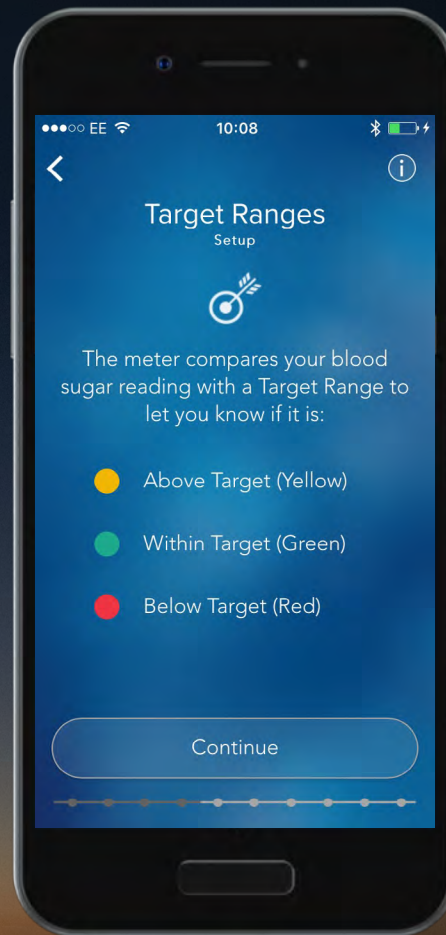 EE 10:08
Target Ranges
Setup
The meter compares your blood
sugar reading with a Target Range to
let you know if it is:
Above Target (Yellow)
Within Target (Green)
Below Target (Red)
Continue